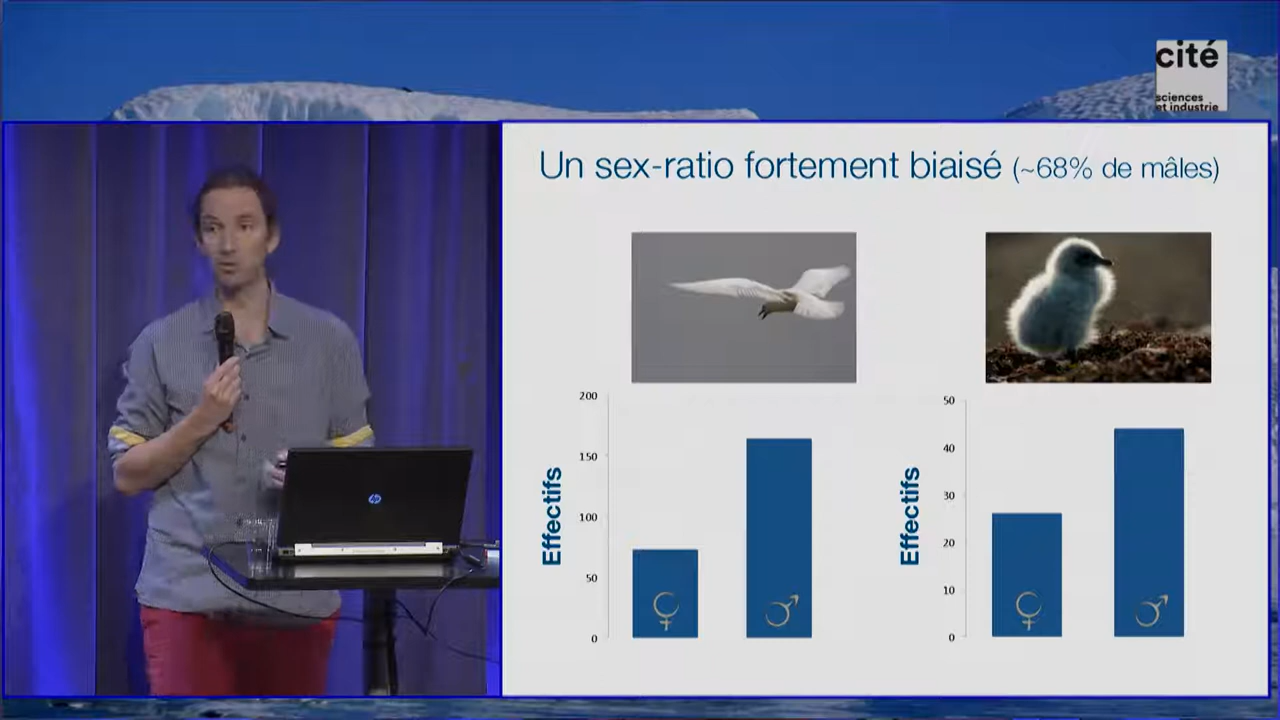 cité
sciences
et industrie
Un sex-ratio fortement biaisé (~68% de mâles)
200
150
100
50
0
Effectifs
♀
♂
50
40
30
20
10
0
Effectifs
♀
♂
hp